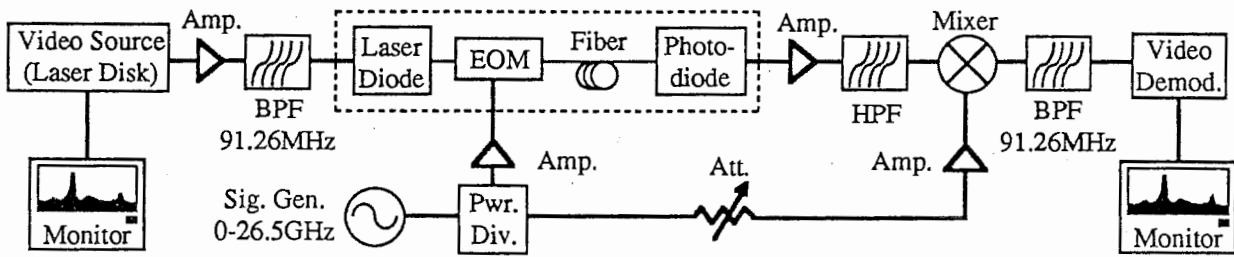 Video Source
(Laser Disk)
Amp.
BPF
91.26MHz
Laser
Diode
EOM
Fiber
Photo-
diode
Amp.
HPF
Mixer
BPF
91.26MHz
Video
Demod.
Monitor
Sig. Gen.
0-26.5GHz
Amp.
Pwr.
Div.
Att.
Amp.
Monitor